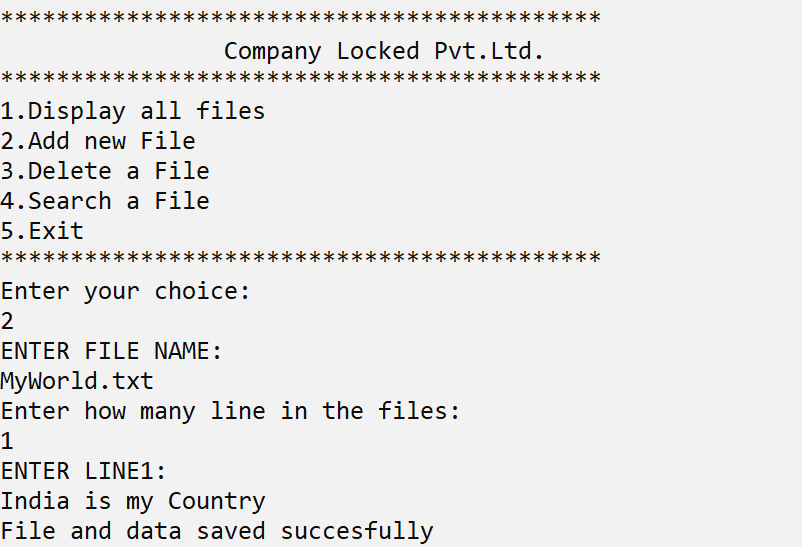 *******************************************
Company Locked Pvt.Ltd.
*******************************************
1.Display all files
2.Add new File
3.Delete a File
4.Search a File
5.Exit
*******************************************
Enter your choice:
2
ENTER FILE NAME:
MyWorld.txt
Enter how many line in the files:
1
ENTER LINE1:
India is my Country
File and data saved succesfully